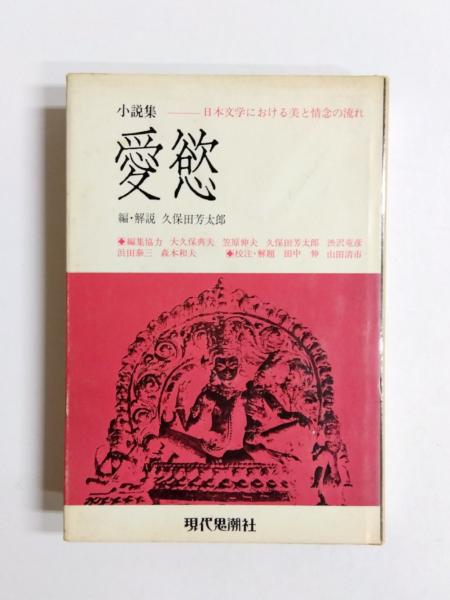 小説集 ――日本文学における美と情念の流れ
愛慾
編・解説 久保田芳太郎
◆編集協力 大久保典夫 笠原伸夫 久保田芳太郎 渋沢竜彦
浜田泰三 森本和夫 ◆校注・解題 田中 伸 山田清市
現代思潮社